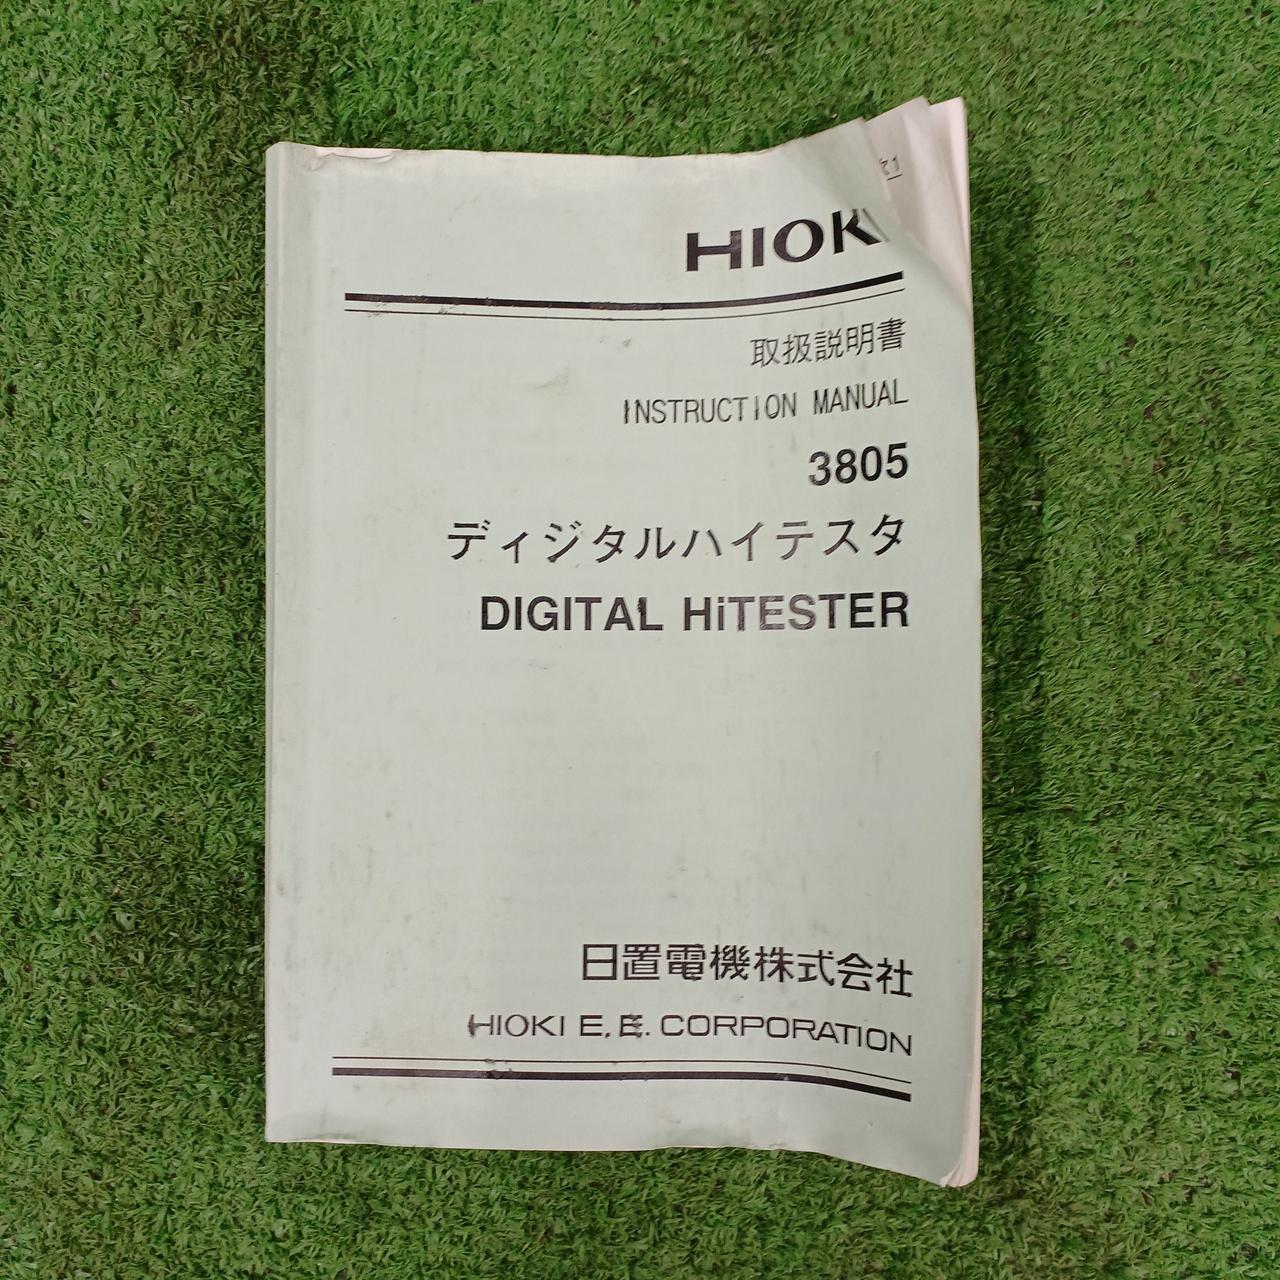 HIOKI
取扱説明書
INSTRUCTION MANUAL
3805
ディジタルハイテスタ
DIGITAL HiTESTER
日置電機株式会社
HIOKI E.E. CORPORATION